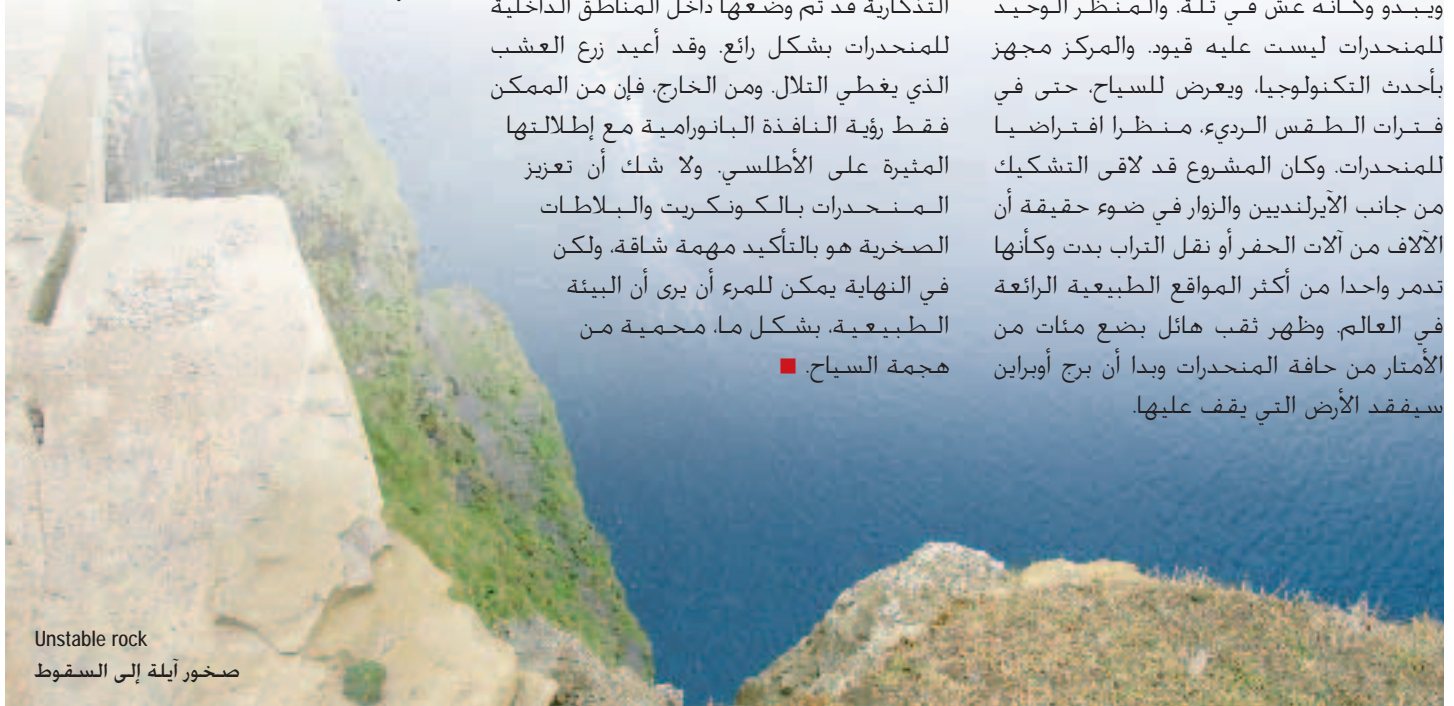 ويبدو وكأنه عش في تلة. والمنظر الوحيد
للمنحدرات ليست عليه قيود. والمركز مجهز
بأحدث التكنولوجيا، ويعرض للسياح، حتى في
فترات الطقس الرديء، منظرا افتراضيا
للمنحدرات. وكان المشروع قد لاقى التشكيك
من جانب الآيرلنديين والزوار في ضوء حقيقة أن
الآلاف من آلات الحفر أو نقل التراب بدت وكأنها
تدمر واحدا من أكثر المواقع الطبيعية الرائعة
في العالم. وظهر ثقب هائل بضع مئات من
الأمتار من حافة المنحدرات وبدا أن برج أوبراين
سيفقد الأرض التي يقف عليها.
التذكارية قد تم وضعها داخل المناطق الداخلية
للمنحدرات بشكل رائع. وقد أعيد زرع العشب
الذي يغطي التلال. ومن الخارج، فإن من الممكن
فقط رؤية النافذة البانورامية مع إطلالتها
المثيرة على الأطلسي. ولا شك أن تعزيز
المنحدرات بالكونكريت والبلاطات
الصخرية هو بالتأكيد مهمة شاقة، ولكن
في النهاية يمكن للمرء أن يرى أن البيئة
الطبيعية، بشكل ما، محمية من
هجمة السياح.
Unstable rock
صخور آيلة إلى السقوط